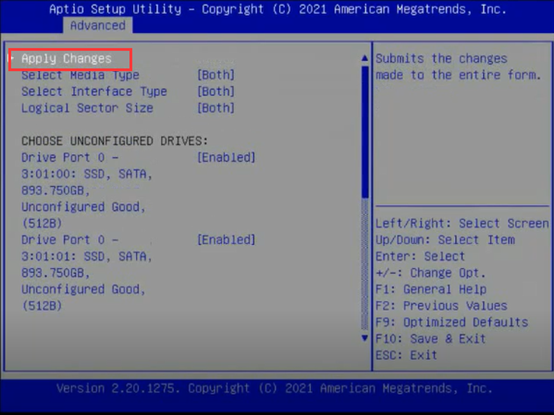 Aptio Setup Utility - Copyright (C) 2021 American Megatrends, Inc.
Advanced
Apply Changes
Select Media Type [Both]
Select Interface Type [Both]
Logical Sector Size [Both]
CHOOSE UNCONFIGURED DRIVES:
Drive Port 0 - [Enabled]
3:01:00: SSD, SATA,
893.750GB,
Unconfigured Good,
(512B)
Drive Port 0 - [Enabled]
3:01:01: SSD, SATA,
893.750GB,
Unconfigured Good,
(512B)
Submits the changes
made to the entire form.
Left/Right: Select Screen
Up/Down: Select Item
Enter: Select
+/-: Change Opt.
F1: General Help
F2: Previous Values
F9: Optimized Defaults
F10: Save & Exit
ESC: Exit
Version 2.20.1275. Copyright (C) 2021 American Megatrends, Inc.